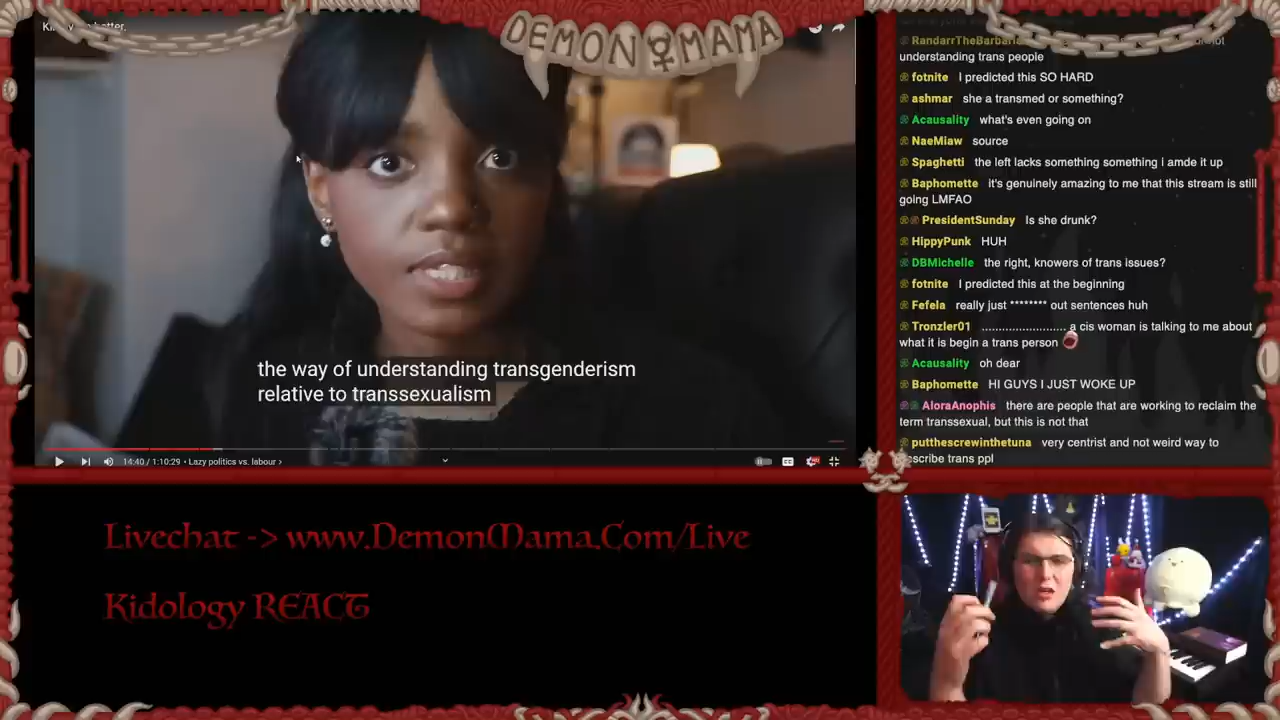 DEMON MAMA
the way of understanding transgenderism
relative to transsexualism
14:40 / 1:10:29 • Lazy politics vs. labour >
RandarrTheBarbaria
understanding trans people
fotnite I predicted this SO HARD
ashmar she a transmed or something?
Acausality what's even going on
NaeMiaw source
Spaghetti the left lacks something something i amde it up
Baphomette it's genuinely amazing to me that this stream is still
going LMFAO
PresidentSunday Is she drunk?
HippyPunk HUH
DBMichelle the right, knowers of trans issues?
fotnite I predicted this at the beginning
Fefela really just ******** out sentences huh
Tronzler01 ......................... a cis woman is talking to me about
what it is begin a trans person
Acausality oh dear
Baphomette HI GUYS I JUST WOKE UP
AloraAnophis there are people that are working to reclaim the
term transsexual, but this is not that
putthescrewinthetuna very centrist and not weird way to
describe trans ppl
Livechat -> www.DemonMama.Com/Live
Kidology REACT